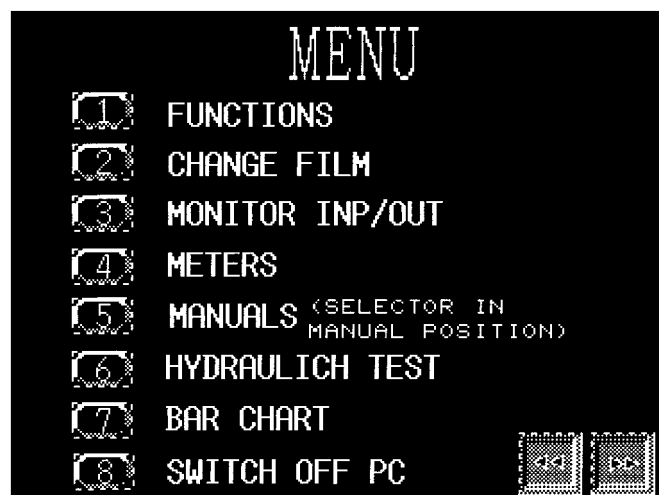 MENU
1 FUNCTIONS
2 CHANGE FILM
3 MONITOR INP/OUT
4 METERS
5 MANUALS (SELECTOR IN
MANUAL POSITION)
6 HYDRAULICH TEST
7 BAR CHART
8 SWITCH OFF PC